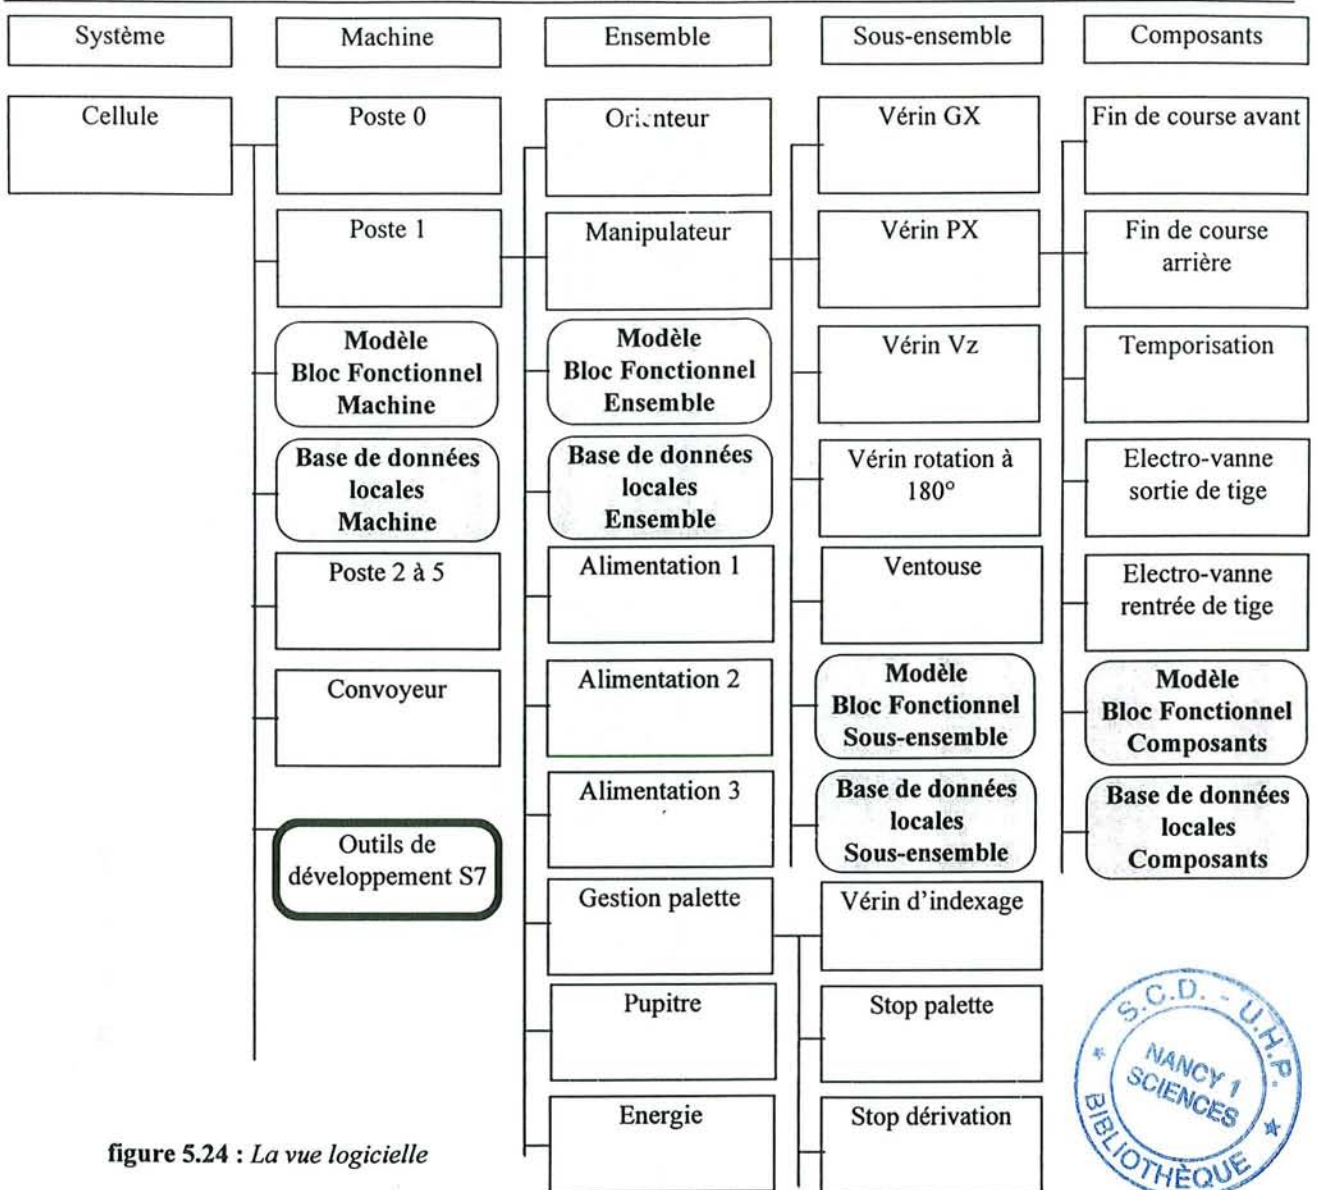 Système
Machine
Ensemble
Sous-ensemble
Composants
Cellule
Poste 0
Poste 1
Modèle
Bloc Fonctionnel
Machine
Base de données
locales
Machine
Poste 2 à 5
Convoyeur
Outils de
développement S7
Orienteur
Manipulateur
Modèle
Bloc Fonctionnel
Ensemble
Base de données
locales
Ensemble
Alimentation 1
Alimentation 2
Alimentation 3
Gestion palette
Pupitre
Energie
Vérin GX
Vérin PX
Vérin Vz
Vérin rotation à
180°
Ventouse
Modèle
Bloc Fonctionnel
Sous-ensemble
Base de données
locales
Sous-ensemble
Vérin d'indexage
Stop palette
Stop dérivation
Fin de course avant
Fin de course
arrière
Temporisation
Electro-vanne
sortie de tige
Electro-vanne
rentrée de tige
Modèle
Bloc Fonctionnel
Composants
Base de données
locales
Composants
figure 5.24 : La vue logicielle
S.C.D. - U.H.P.
NANCY 1
SCIENCES
BIBLIOTHÈQUE